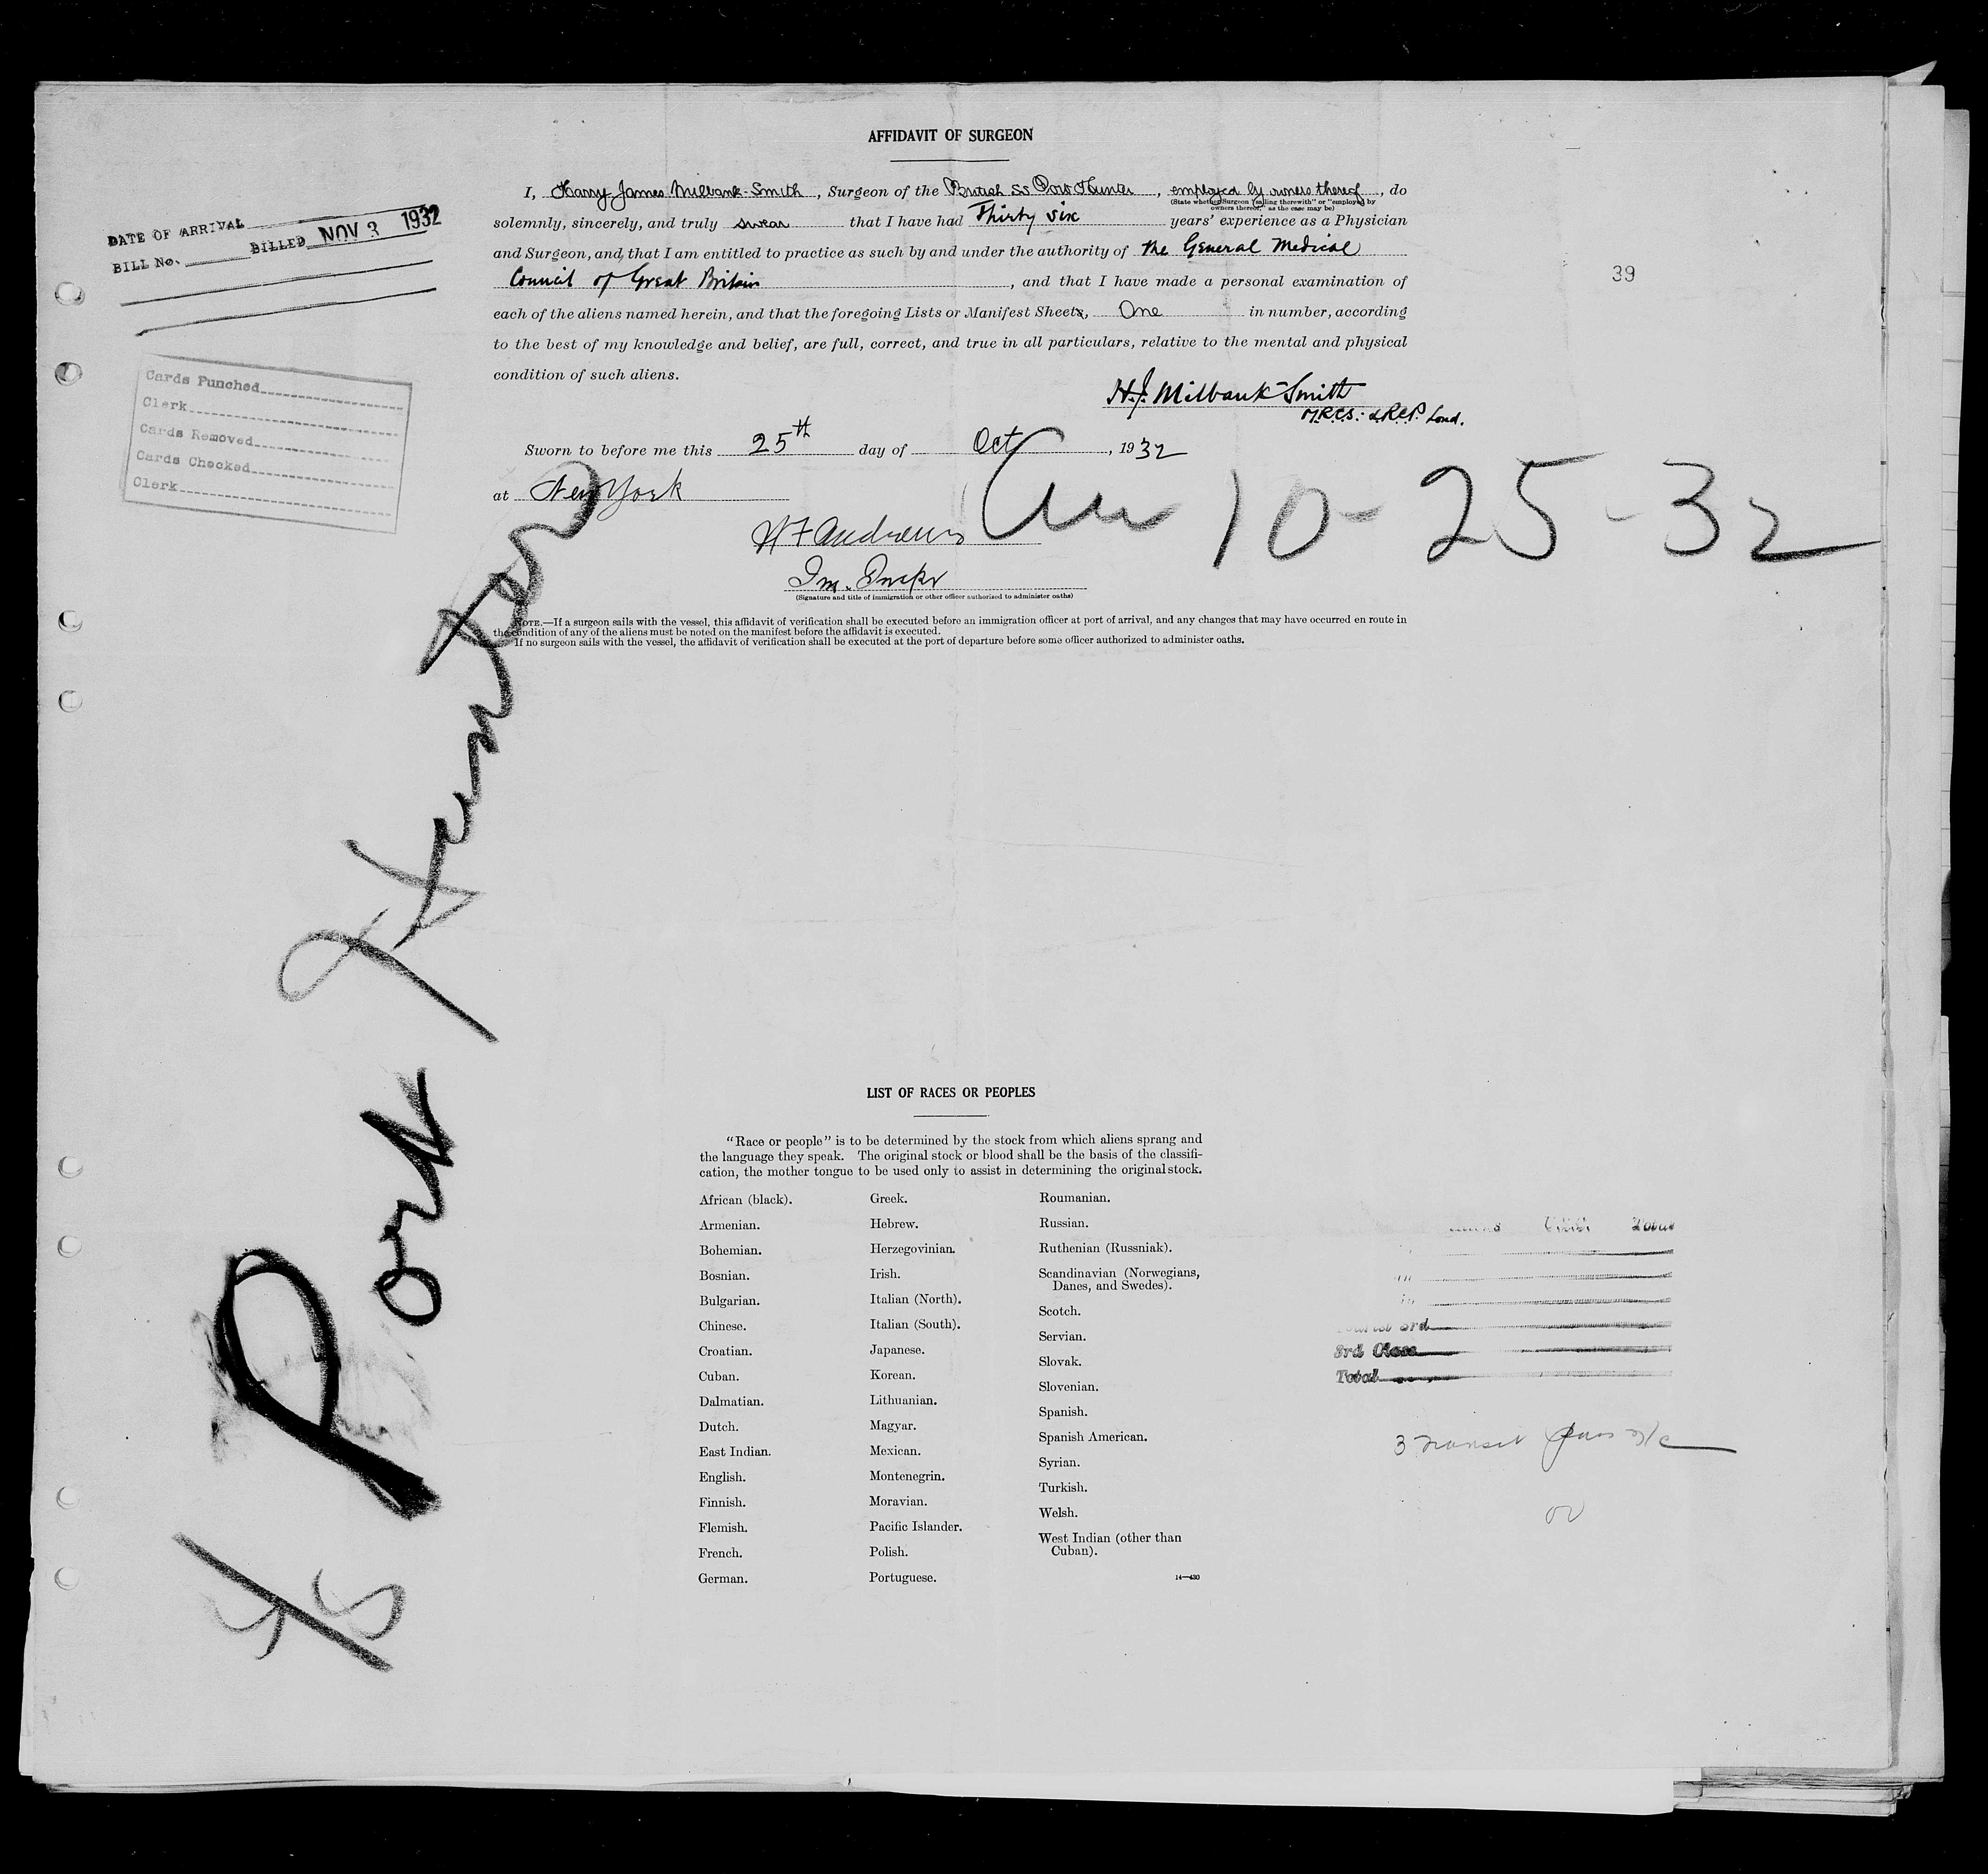 AFFIDAVIT OF SURGEON
I, Harry James Milbank-Smith, Surgeon of the British SS Port Hunter, employed by owners thereof, do
(State whether Surgeon "sailing therewith" or "employed by
owners thereof," as the case may be)
solemnly, sincerely, and truly swear that I have had Thirty six years' experience as a Physician
and Surgeon, and, that I am entitled to practice as such by and under the authority of the General Medical
Council of Great Britain, and that I have made a personal examination of
each of the aliens named herein, and that the foregoing Lists or Manifest Sheets, One in number, according
to the best of my knowledge and belief, are full, correct, and true in all particulars, relative to the mental and physical
condition of such aliens.
H.J. Milbank-Smith
M.R.C.S. L.R.C.P. Lond.
Sworn to before me this 25th day of Oct, 1932
at New York
H F Andrews
Im. Inspr
(Signature and title of immigration or other officer authorized to administer oaths)
NOTE.—If a surgeon sails with the vessel, this affidavit of verification shall be executed before an immigration officer at port of arrival, and any changes that may have occurred en route in
the condition of any of the aliens must be noted on the manifest before the affidavit is executed.
If no surgeon sails with the vessel, the affidavit of verification shall be executed at the port of departure before some officer authorized to administer oaths.
DATE OF ARRIVAL
BILL No. BILLED NOV 3 1932
Cards Punched
Clerk
Cards Removed
Cards Checked
Clerk
39
10-25-32
S/S Port Hunter
LIST OF RACES OR PEOPLES
"Race or people" is to be determined by the stock from which aliens sprang and
the language they speak. The original stock or blood shall be the basis of the classifi-
cation, the mother tongue to be used only to assist in determining the original stock.
African (black).
Armenian.
Bohemian.
Bosnian.
Bulgarian.
Chinese.
Croatian.
Cuban.
Dalmatian.
Dutch.
East Indian.
English.
Finnish.
Flemish.
French.
German.
Greek.
Hebrew.
Herzegovinian.
Irish.
Italian (North).
Italian (South).
Japanese.
Korean.
Lithuanian.
Magyar.
Mexican.
Montenegrin.
Moravian.
Pacific Islander.
Polish.
Portuguese.
Roumanian.
Russian.
Ruthenian (Russniak).
Scandinavian (Norwegians,
Danes, and Swedes).
Scotch.
Servian.
Slovak.
Slovenian.
Spanish.
Spanish American.
Syrian.
Turkish.
Welsh.
West Indian (other than
Cuban).
14—430
Total
3rd
3rd Class
Total
3 Transit